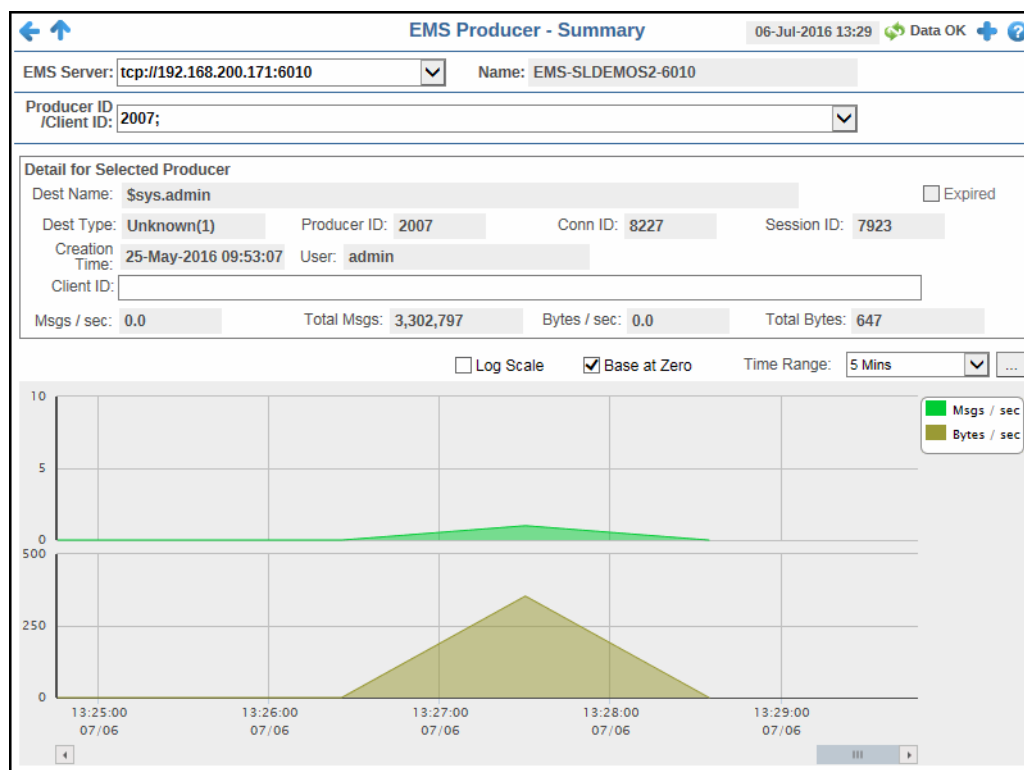 EMS Producer - Summary
06-Jul-2016 13:29
Data OK
EMS Server: tcp://192.168.200.171:6010
Name: EMS-SLDEMOS2-6010
Producer ID
/Client ID: 2007;
Detail for Selected Producer
Dest Name: $sys.admin
Expired
Dest Type: Unknown(1)
Producer ID: 2007
Conn ID: 8227
Session ID: 7923
Creation
Time: 25-May-2016 09:53:07
User: admin
Client ID:
Msgs / sec: 0.0
Total Msgs: 3,302,797
Bytes / sec: 0.0
Total Bytes: 647
Log Scale
Base at Zero
Time Range: 5 Mins
...
10
5
0
Msgs / sec
Bytes / sec
500
250
0
13:25:00 13:26:00 13:27:00 13:28:00 13:29:00
07/06 07/06 07/06 07/06 07/06